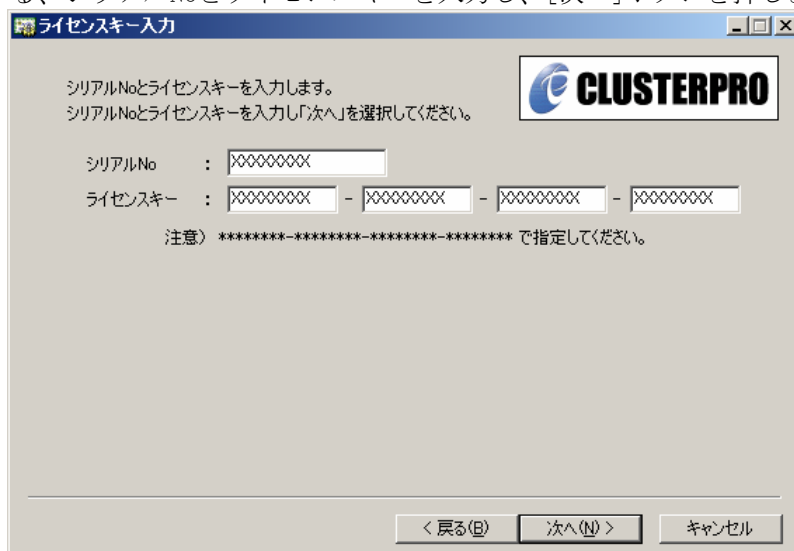 ライセンスキー入力
シリアルNoとライセンスキーを入力します。
シリアルNoとライセンスキーを入力し「次へ」を選択してください。
CLUSTERPRO
シリアルNo : XXXXXXXX
ライセンスキー : XXXXXXXX - XXXXXXXX - XXXXXXXX - XXXXXXXX
注意） ********-********-********-******** で指定してください。
< 戻る(B) 次へ(N) > キャンセル